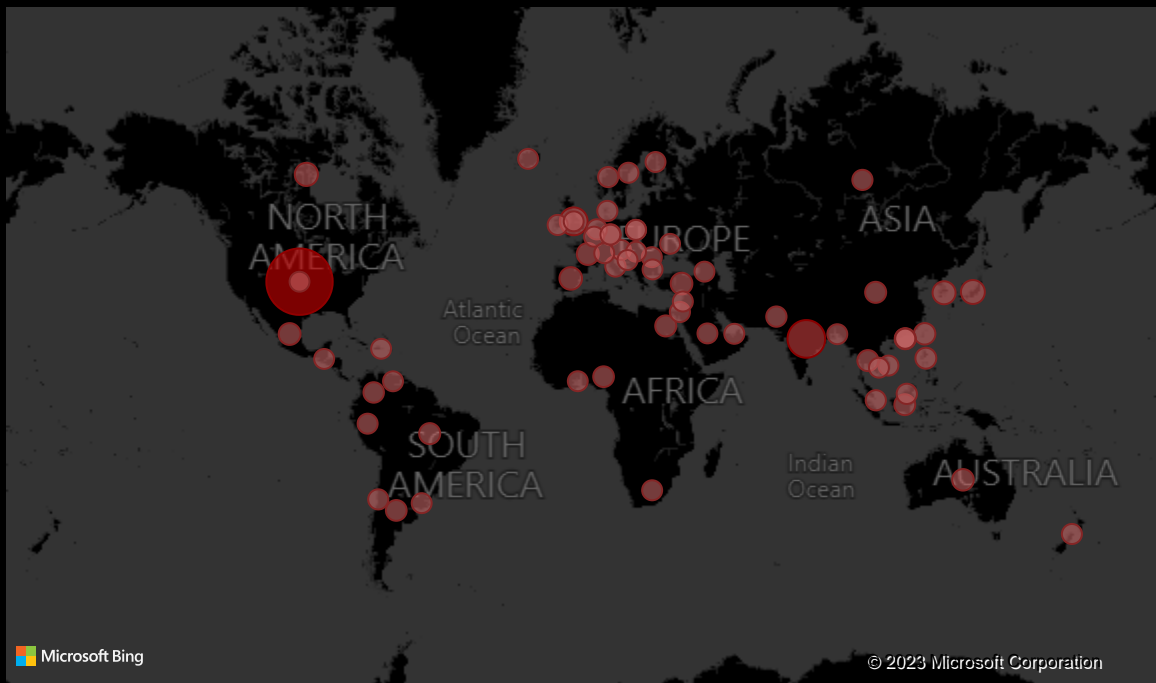 NORTH
AMERICA
EUROPE
ASIA
Atlantic
Ocean
AFRICA
SOUTH
AMERICA
Indian
Ocean
AUSTRALIA
Microsoft Bing
© 2023 Microsoft Corporation